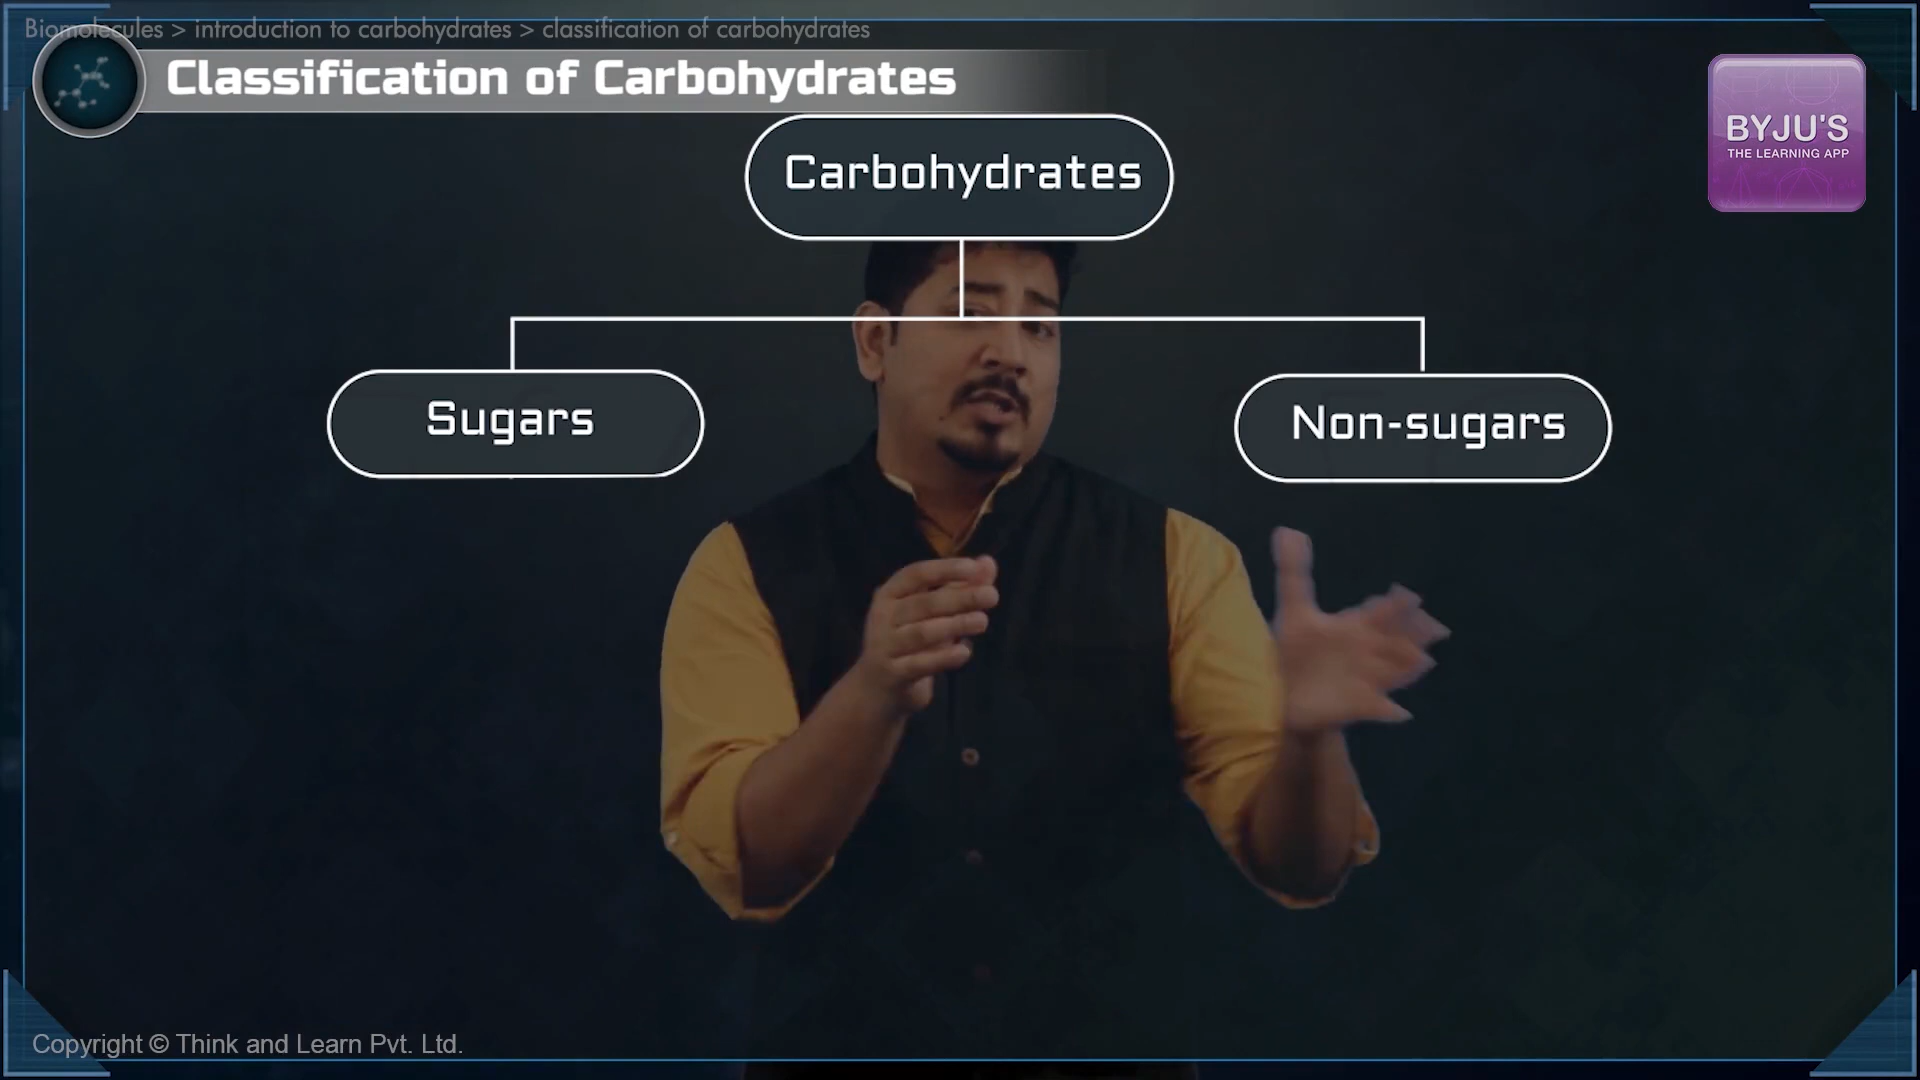 Biomolecules > introduction to carbohydrates > classification of carbohydrates
Classification of Carbohydrates
BYJU'S
THE LEARNING APP
Carbohydrates
Sugars
Non-sugars
Copyright © Think and Learn Pvt. Ltd.